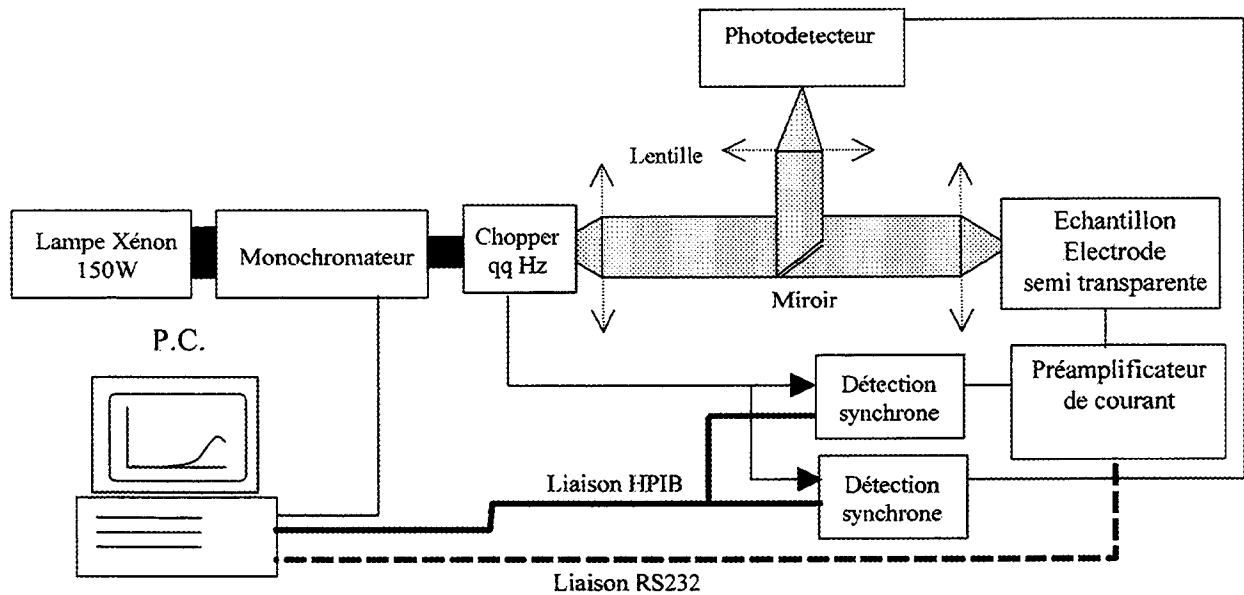 Photodetecteur
Lentille
Lampe Xénon
150W
Monochromateur
Chopper
qq Hz
Echantillon
Electrode
semi transparente
Miroir
P.C.
Détection
synchrone
Préamplificateur
de courant
Liaison HPIB
Détection
synchrone
Liaison RS232